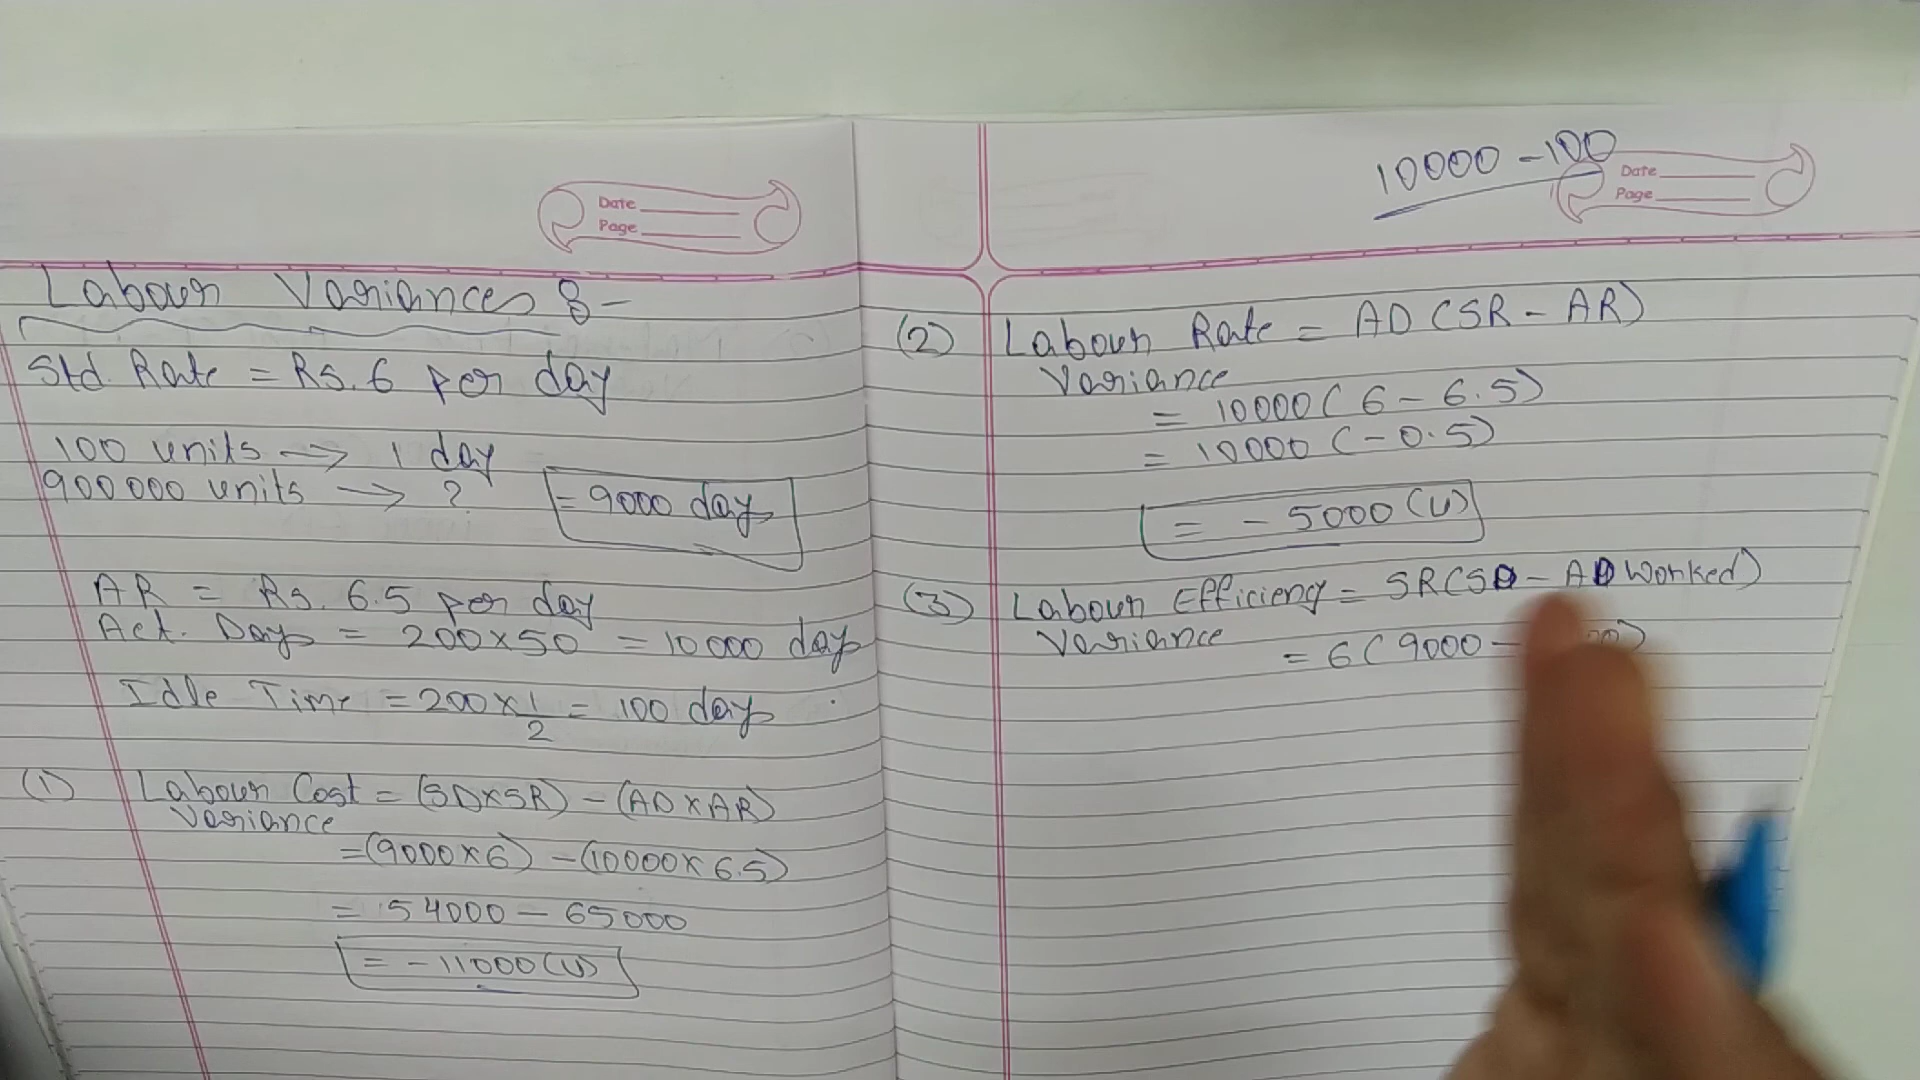 Date
Page
Labour Variances :-
Std. Rate = Rs. 6 per day
100 units → 1 day
900000 units → ? = 9000 days
AR = Rs. 6.5 per day
Act. Days = 200×50 = 10000 days
Idle Time = 200×1/2 = 100 days
(1) Labour Cost = (SD×SR) - (AD×AR)
Variance
= (9000×6) - (10000×6.5)
= 54000 - 65000
= -11000 (U)
10000 - 100
Date
Page
(2) Labour Rate = AD (SR - AR)
Variance
= 10000 (6 - 6.5)
= 10000 (-0.5)
= - 5000 (U)
(3) Labour Efficiency = SR (SD - AD Worked)
Variance
= 6 (9000 -